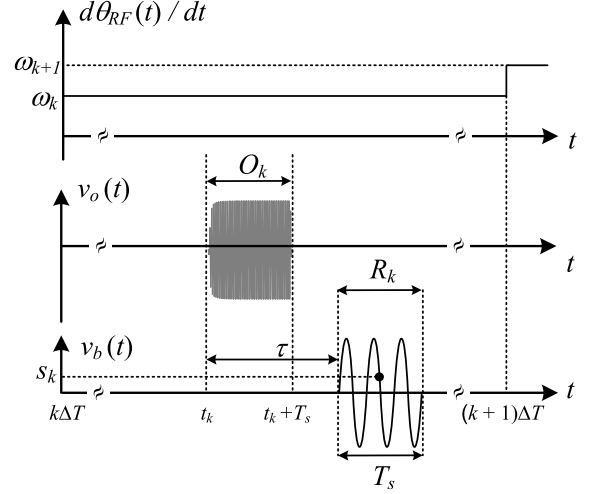 dθ_RF(t)/dt
ω_{k+1}
ω_k
t
O_k
v_o(t)
t
R_k
v_b(t)
τ
s_k
t
kΔT
t_k
t_k+T_s
(k+1)ΔT
T_s